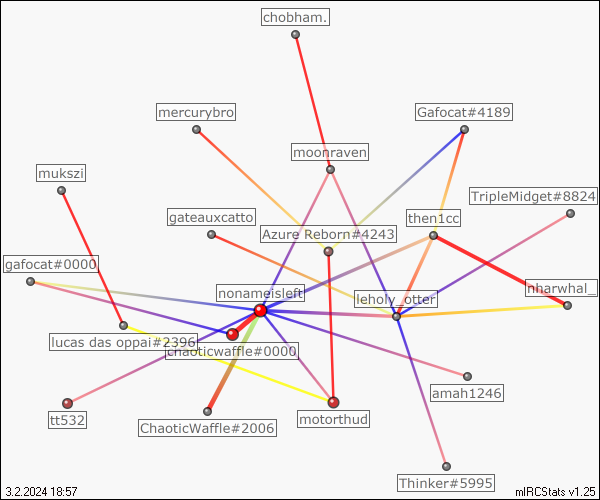 chobham.
mercurybro
Gafocat#4189
moonraven
mukszi
TripleMidget#8824
gateauxcatto
then1cc
Azure Reborn#4243
gafocat#0000
nonameisleft
leholy_otter
nharwhal_
lucas das oppai#2396
chaoticwaffle#0000
amah1246
tt532
ChaoticWaffle#2006
motorthud
Thinker#5995
3.2.2024 18:57
mIRCStats v1.25